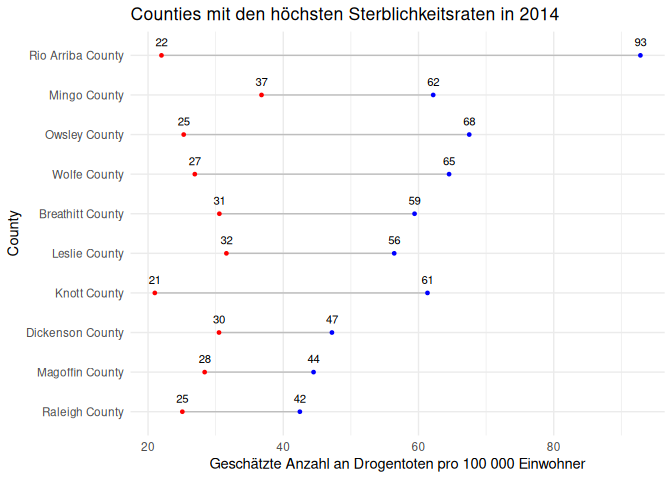 Counties mit den höchsten Sterblichkeitsraten in 2014
County
Rio Arriba County 22 93
Mingo County 37 62
Owsley County 25 68
Wolfe County 27 65
Breathitt County 31 59
Leslie County 32 56
Knott County 21 61
Dickenson County 30 47
Magoffin County 28 44
Raleigh County 25 42
20 40 60 80
Geschätzte Anzahl an Drogentoten pro 100 000 Einwohner